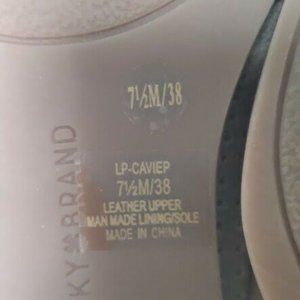 7½M/38
LP-CAVIEP
7½M/38
LEATHER UPPER
MAN MADE LINING/SOLE
MADE IN CHINA
KY BRAND